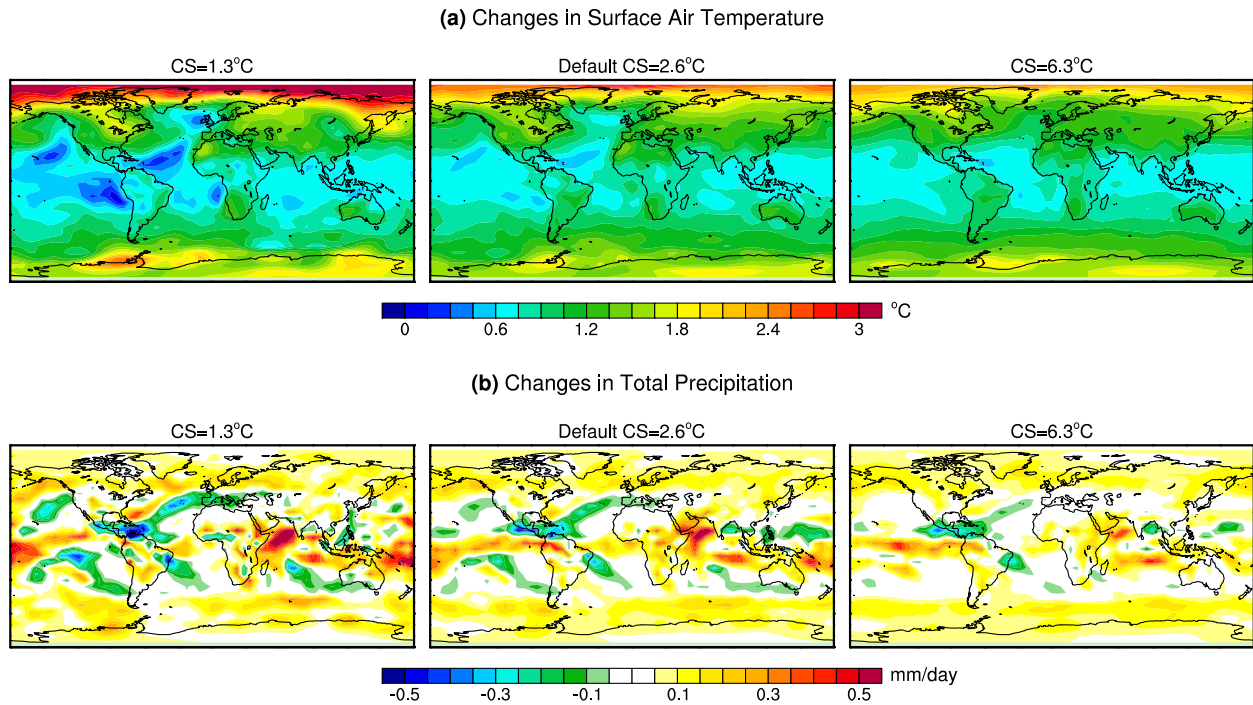 (a) Changes in Surface Air Temperature
CS=1.3°C Default CS=2.6°C CS=6.3°C
0 0.6 1.2 1.8 2.4 3 °C
(b) Changes in Total Precipitation
CS=1.3°C Default CS=2.6°C CS=6.3°C
-0.5 -0.3 -0.1 0.1 0.3 0.5 mm/day